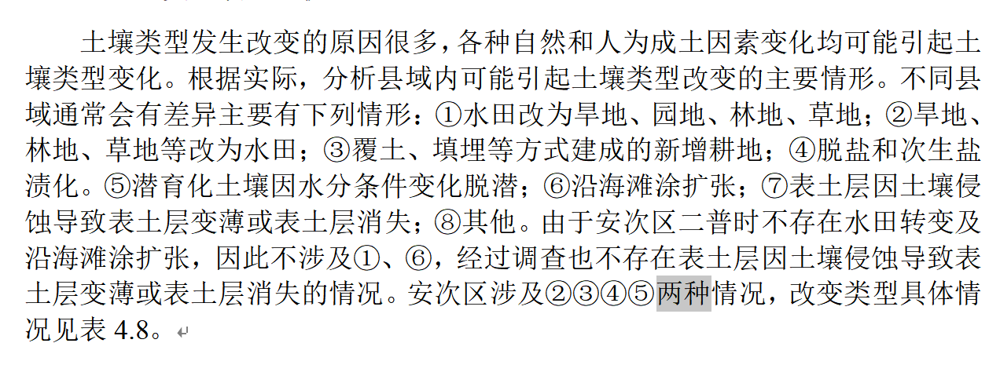 土壤类型发生改变的原因很多，各种自然和人为成土因素变化均可能引起土
壤类型变化。根据实际，分析县域内可能引起土壤类型改变的主要情形。不同县
域通常会有差异主要有下列情形：①水田改为旱地、园地、林地、草地；②旱地、
林地、草地等改为水田；③覆土、填埋等方式建成的新增耕地；④脱盐和次生盐
渍化。⑤潜育化土壤因水分条件变化脱潜；⑥沿海滩涂扩张；⑦表土层因土壤侵
蚀导致表土层变薄或表土层消失；⑧其他。由于安次区二普时不存在水田转变及
沿海滩涂扩张，因此不涉及①、⑥，经过调查也不存在表土层因土壤侵蚀导致表
土层变薄或表土层消失的情况。安次区涉及②③④⑤两种情况，改变类型具体情
况见表 4.8。